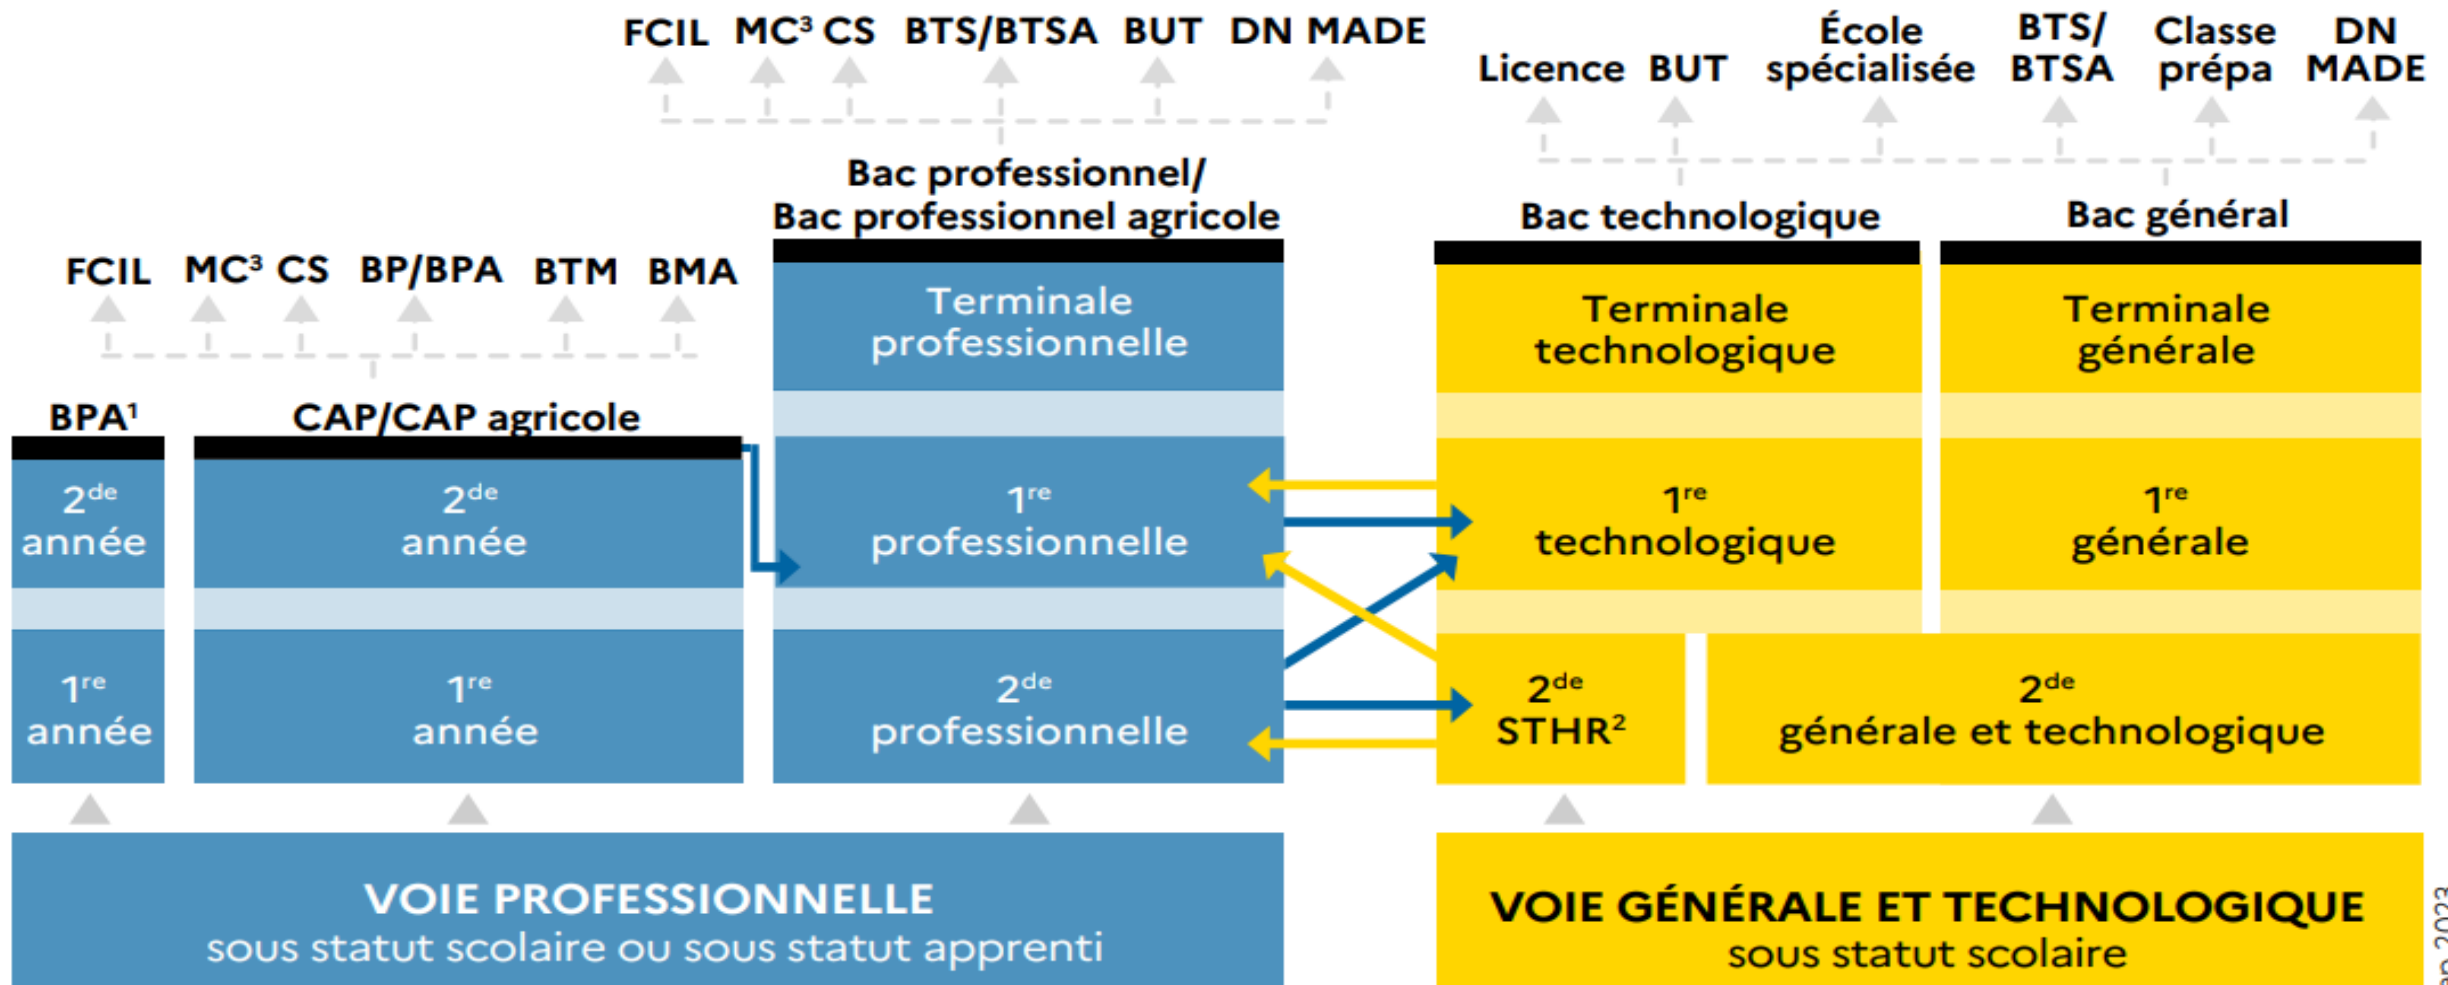 FCIL MC³ CS BTS/BTSA BUT DN MADE
Licence BUT École spécialisée BTS/BTSA Classe prépa DN MADE
Bac professionnel/
Bac professionnel agricole
Bac technologique
Bac général
FCIL MC³ CS BP/BPA BTM BMA
Terminale
professionnelle
Terminale
technologique
Terminale
générale
BPA¹
CAP/CAP agricole
2de
année
2de
année
1re
professionnelle
1re
technologique
1re
générale
1re
année
1re
année
2de
professionnelle
2de
STHR²
2de
générale et technologique
VOIE PROFESSIONNELLE
sous statut scolaire ou sous statut apprenti
VOIE GÉNÉRALE ET TECHNOLOGIQUE
sous statut scolaire
2023